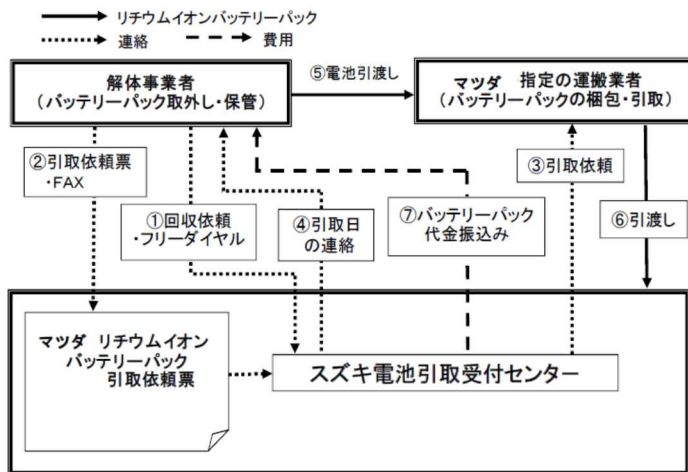 リチウムイオンバッテリーパック
連絡
費用
解体事業者
(バッテリーパック取外し・保管)
⑤電池引渡し
マツダ 指定の運搬業者
(バッテリーパックの梱包・引取)
②引取依頼票
・FAX
①回収依頼
・フリーダイヤル
④引取日
の連絡
⑦バッテリーパック
代金振込み
③引取依頼
⑥引渡し
マツダ リチウムイオン
バッテリーパック
引取依頼票
スズキ電池引取受付センター